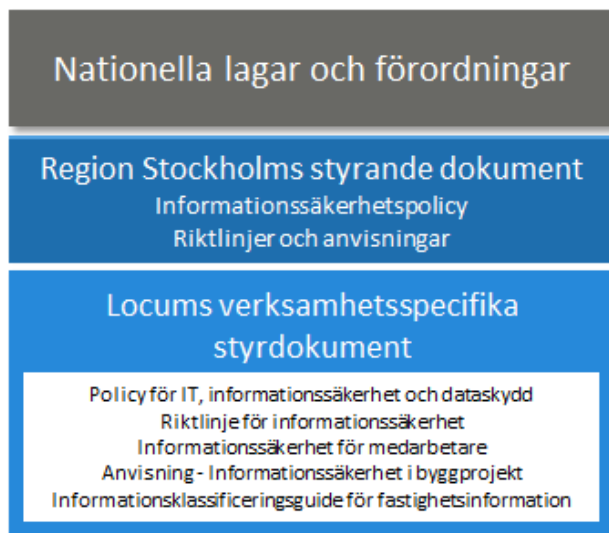 Nationella lagar och förordningar
Region Stockholms styrande dokument
Informationssäkerhetspolicy
Riktlinjer och anvisningar
Locums verksamhetsspecifika
styrdokument
Policy för IT, informationssäkerhet och dataskydd
Riktlinje för informationssäkerhet
Informationssäkerhet för medarbetare
Anvisning - Informationssäkerhet i byggprojekt
Informationsklassificeringsguide för fastighetsinformation